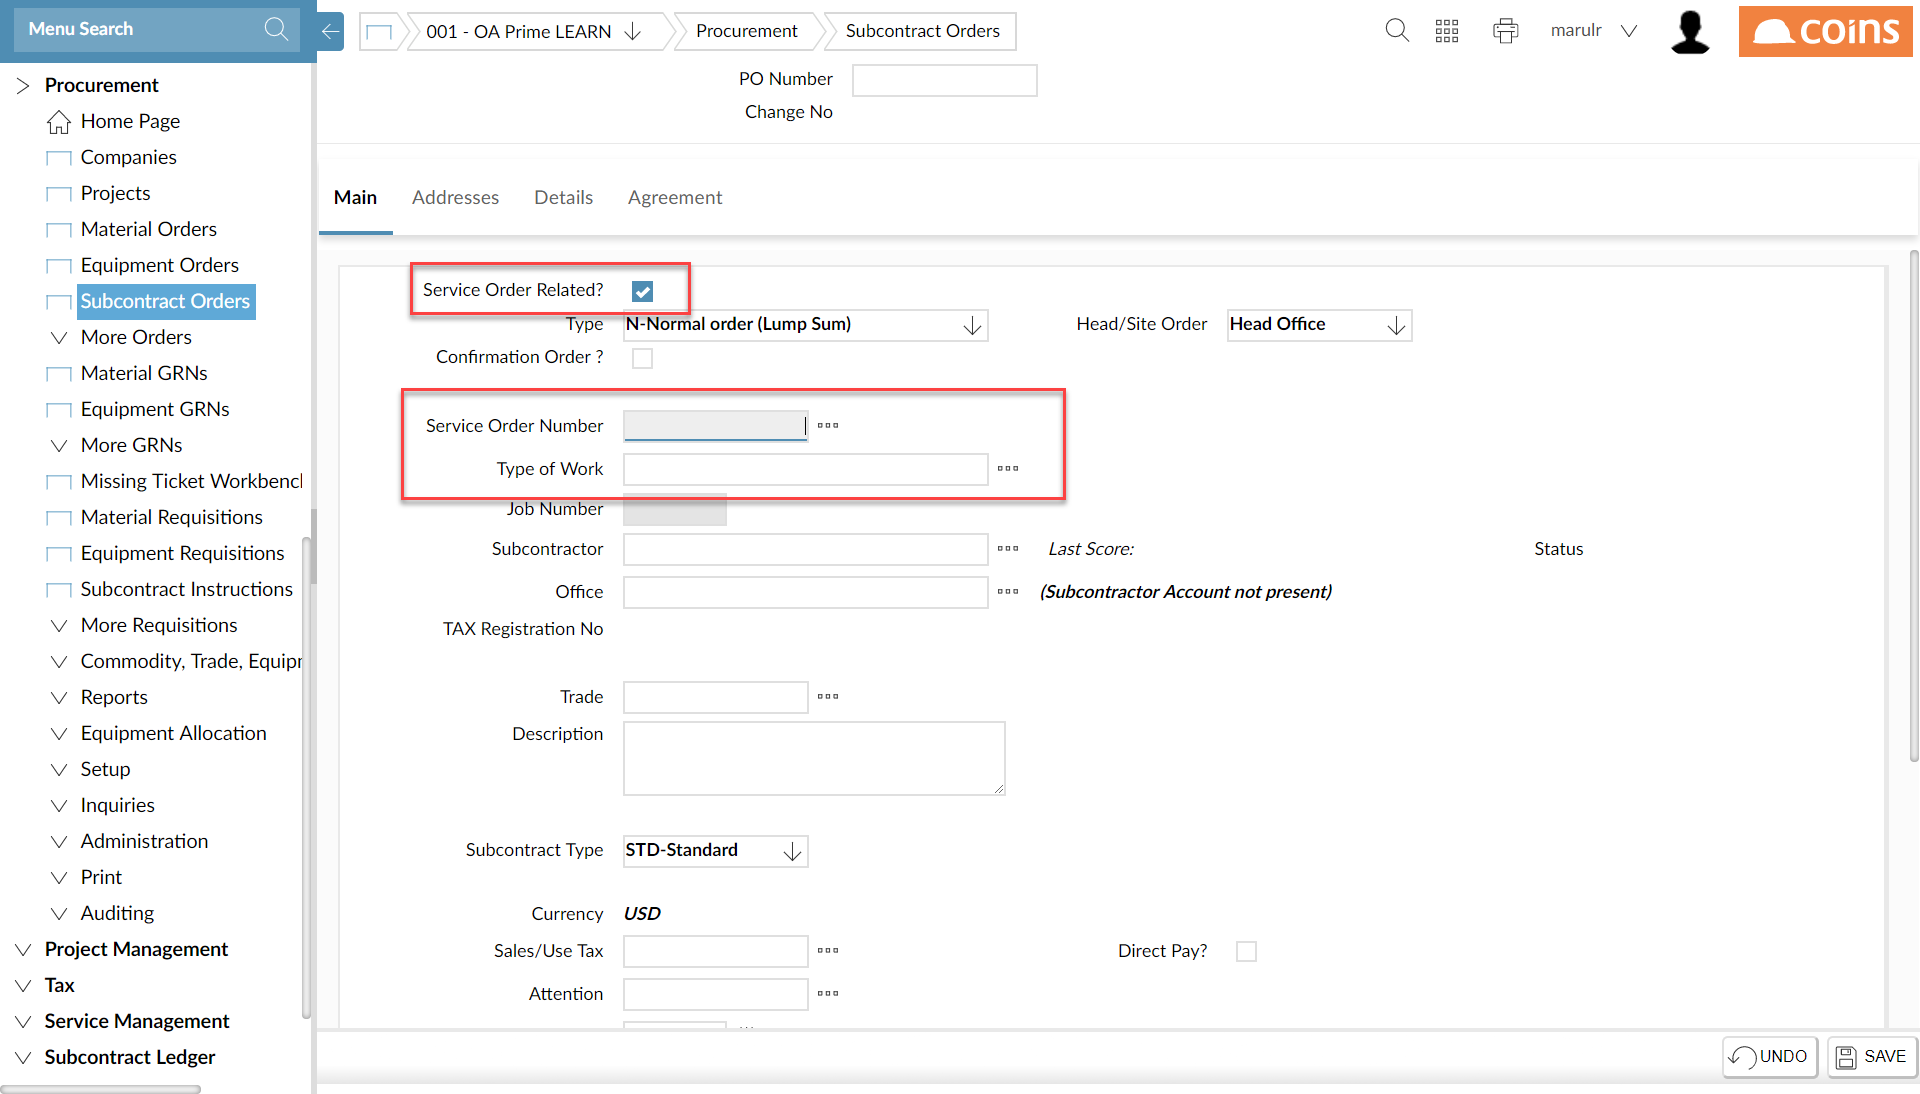 Menu Search
001 - OA Prime LEARN
Procurement
Subcontract Orders
marulr
coins
Procurement
Home Page
Companies
Projects
Material Orders
Equipment Orders
Subcontract Orders
More Orders
Material GRNs
Equipment GRNs
More GRNs
Missing Ticket Workbencl
Material Requisitions
Equipment Requisitions
Subcontract Instructions
More Requisitions
Commodity, Trade, Equipr
Reports
Equipment Allocation
Setup
Inquiries
Administration
Print
Auditing
Project Management
Tax
Service Management
Subcontract Ledger
PO Number
Change No
Main Addresses Details Agreement
Service Order Related?
Type N-Normal order (Lump Sum) Head/Site Order Head Office
Confirmation Order ?
Service Order Number
Type of Work
Job Number
Subcontractor Last Score: Status
Office (Subcontractor Account not present)
TAX Registration No
Trade
Description
Subcontract Type STD-Standard
Currency USD
Sales/Use Tax Direct Pay?
Attention
UNDO SAVE